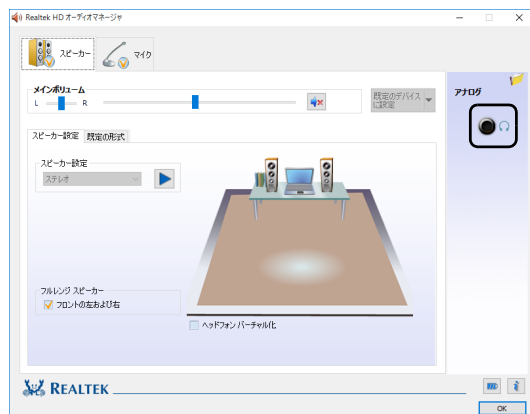 Realtek HD オーディオマネージャ
スピーカー
マイク
メインボリューム
L
R
既定のデバイス
に設定
アナログ
スピーカー設定
既定の形式
スピーカー設定
ステレオ
フルレンジ スピーカー
フロントの左および右
ヘッドフォン バーチャル化
REALTEK
OK